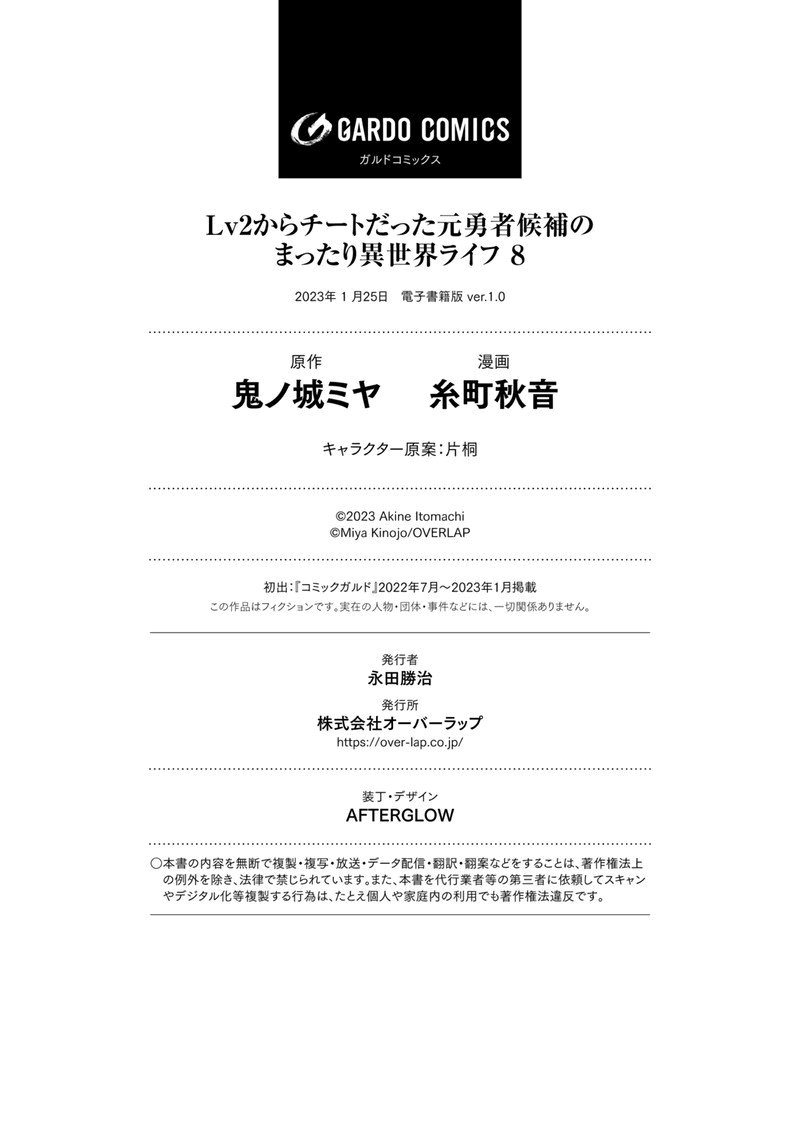 GARDO COMICS
ガルドコミックス
Lv2からチートだった元勇者候補の
まったり異世界ライフ 8
2023年 1 月25日　電子書籍版 ver.1.0
原作　漫画
鬼ノ城ミヤ　糸町秋音
キャラクター原案：片桐
©2023 Akine Itomachi
©Miya Kinojo/OVERLAP
初出：『コミックガルド』2022年7月～2023年1月掲載
この作品はフィクションです。実在の人物・団体・事件などには、一切関係ありません。
発行者
永田勝治
発行所
株式会社オーバーラップ
https://over-lap.co.jp/
装丁・デザイン
AFTERGLOW
○本書の内容を無断で複製・複写・放送・データ配信・翻訳・翻案などをすることは、著作権法上
の例外を除き、法律で禁じられています。また、本書を代行業者等の第三者に依頼してスキャン
やデジタル化等複製する行為は、たとえ個人や家庭内の利用でも著作権法違反です。